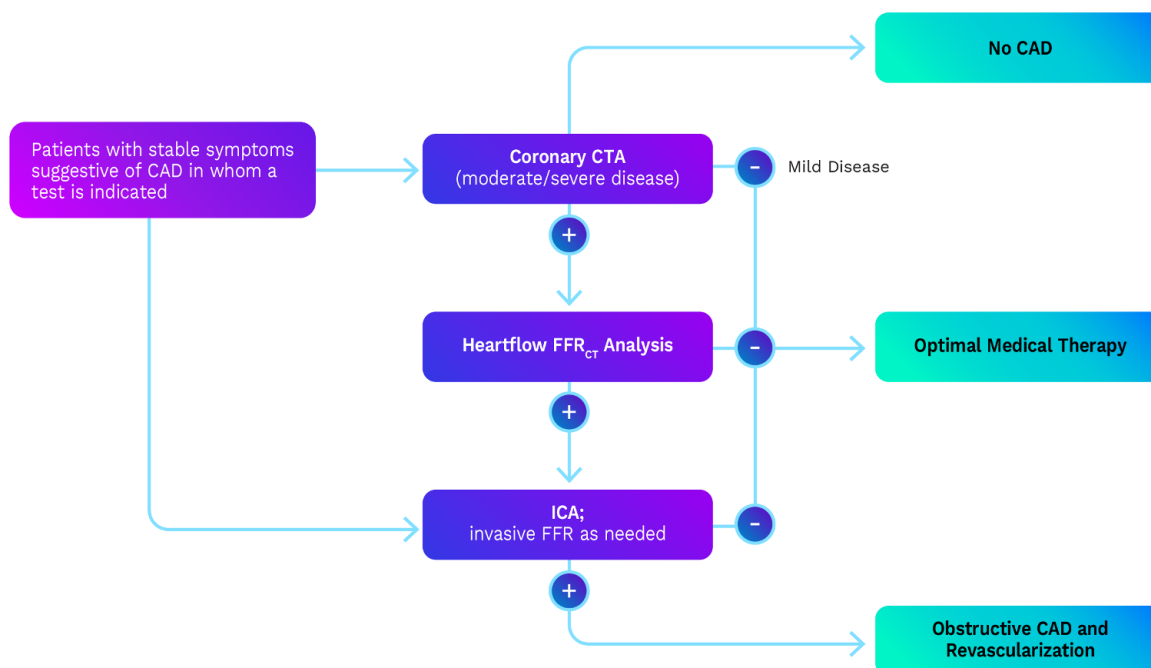 No CAD
Patients with stable symptoms
suggestive of CAD in whom a
test is indicated
Coronary CTA
(moderate/severe disease)
-
Mild Disease
+
Heartflow FFRCT Analysis
-
Optimal Medical Therapy
+
ICA;
invasive FFR as needed
-
+
Obstructive CAD and
Revascularization